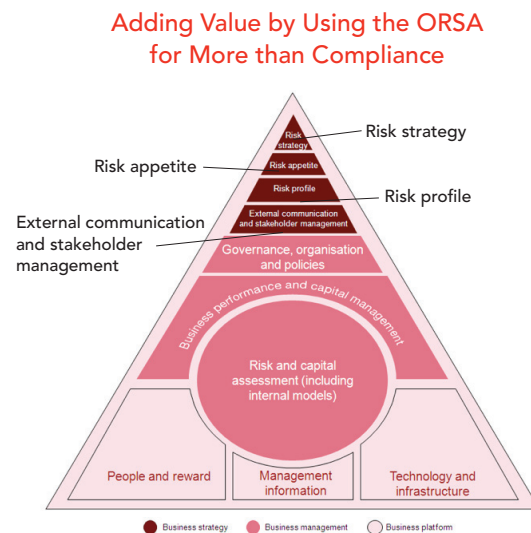 Adding Value by Using the ORSA
for More than Compliance
Risk
strategy
Risk strategy
Risk appetite
Risk appetite
Risk profile
Risk profile
External communication
and stakeholder
management
External communication
and stakeholder management
Governance, organisation
and policies
Business performance and capital management
Risk and capital
assessment (including
internal models)
People and reward
Management
information
Technology and
infrastructure
Business strategy
Business management
Business platform